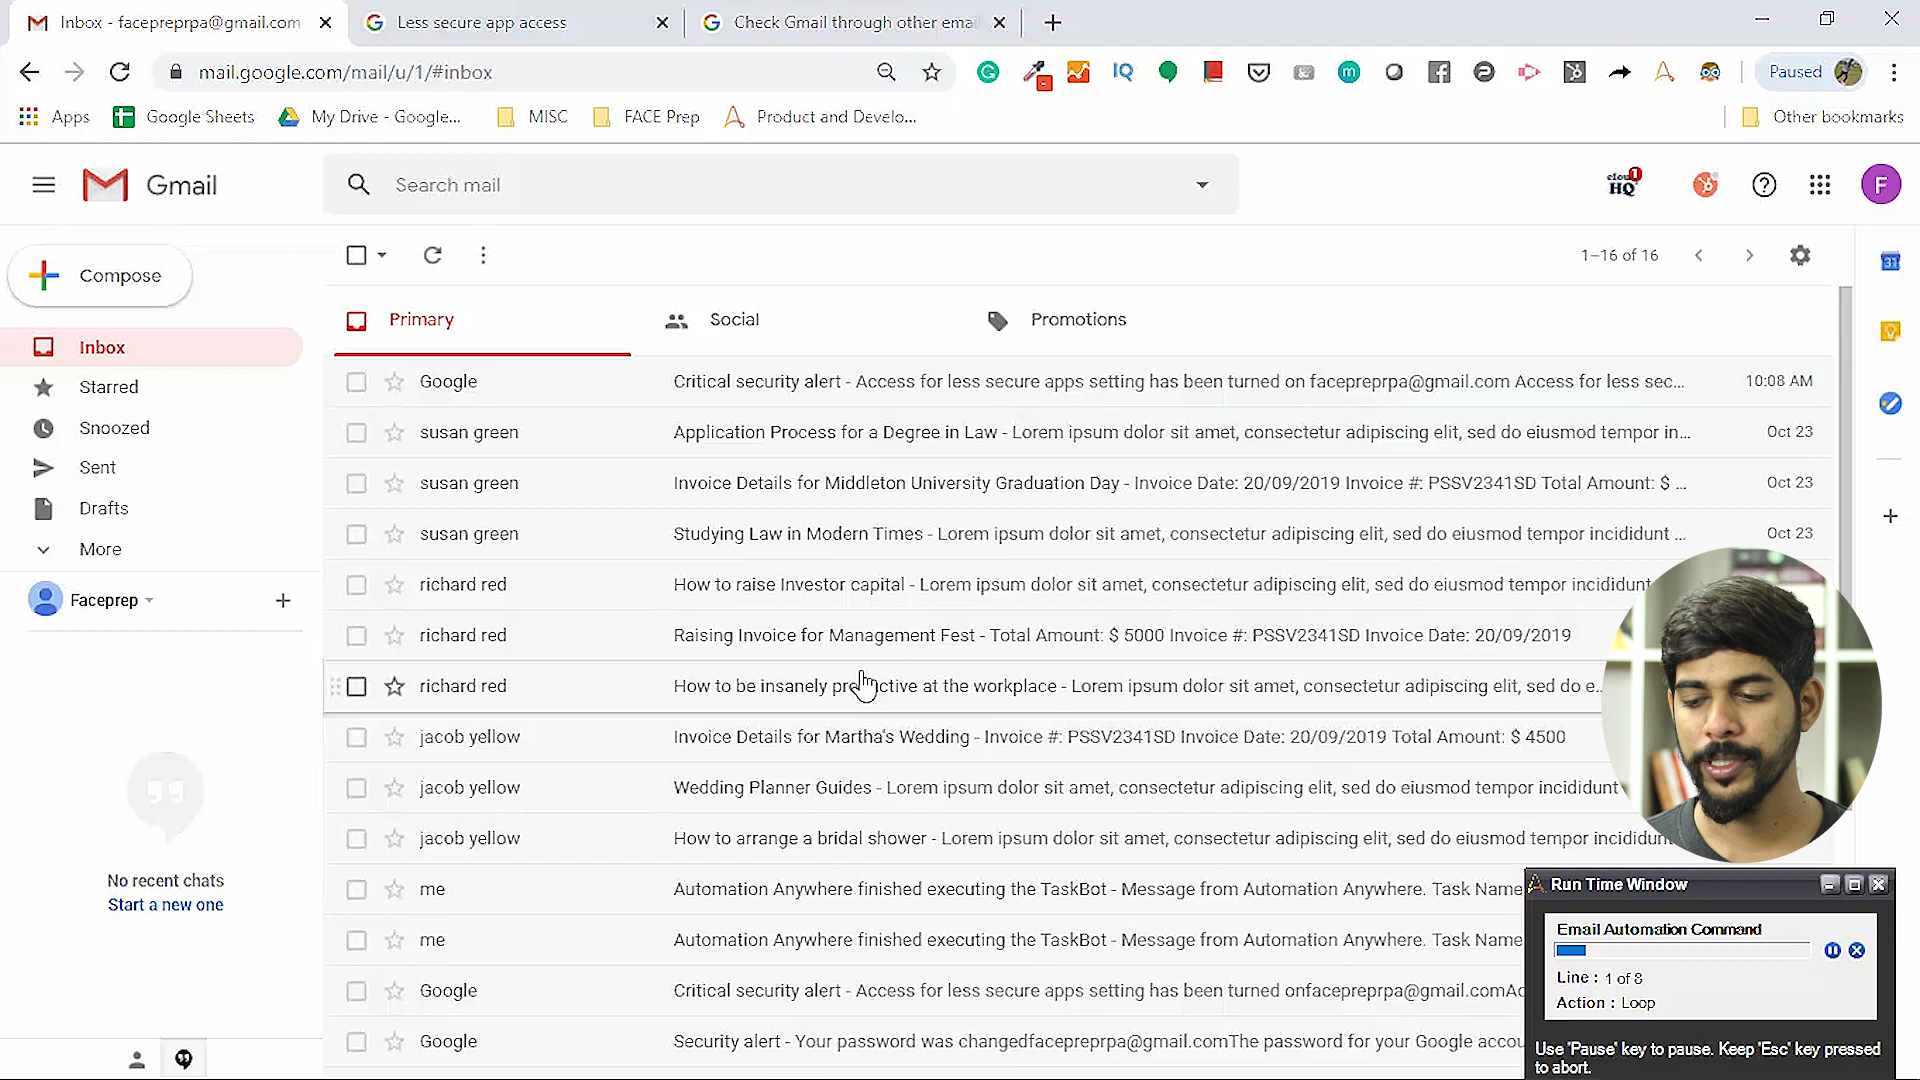 Inbox - facepreprpa@gmail.com
Less secure app access
Check Gmail through other emai
mail.google.com/mail/u/1/#inbox
IQ
Paused
Apps
Google Sheets
My Drive - Google...
MISC
FACE Prep
Product and Develo...
Other bookmarks
Gmail
Search mail
cloud HQ 1
F
Compose
1–16 of 16
31
Primary
Social
Promotions
Inbox
Starred
Snoozed
Sent
Drafts
More
Faceprep
No recent chats
Start a new one
Google Critical security alert - Access for less secure apps setting has been turned on facepreprpa@gmail.com Access for less sec... 10:08 AM
susan green Application Process for a Degree in Law - Lorem ipsum dolor sit amet, consectetur adipiscing elit, sed do eiusmod tempor in... Oct 23
susan green Invoice Details for Middleton University Graduation Day - Invoice Date: 20/09/2019 Invoice #: PSSV2341SD Total Amount: $ ... Oct 23
susan green Studying Law in Modern Times - Lorem ipsum dolor sit amet, consectetur adipiscing elit, sed do eiusmod tempor incididunt ... Oct 23
richard red How to raise Investor capital - Lorem ipsum dolor sit amet, consectetur adipiscing elit, sed do eiusmod tempor incididunt
richard red Raising Invoice for Management Fest - Total Amount: $ 5000 Invoice #: PSSV2341SD Invoice Date: 20/09/2019
richard red How to be insanely productive at the workplace - Lorem ipsum dolor sit amet, consectetur adipiscing elit, sed do e...
jacob yellow Invoice Details for Martha's Wedding - Invoice #: PSSV2341SD Invoice Date: 20/09/2019 Total Amount: $ 4500
jacob yellow Wedding Planner Guides - Lorem ipsum dolor sit amet, consectetur adipiscing elit, sed do eiusmod tempor incididunt
jacob yellow How to arrange a bridal shower - Lorem ipsum dolor sit amet, consectetur adipiscing elit, sed do eiusmod tempor incididunt
me Automation Anywhere finished executing the TaskBot - Message from Automation Anywhere. Task Name
me Automation Anywhere finished executing the TaskBot - Message from Automation Anywhere. Task Name
Google Critical security alert - Access for less secure apps setting has been turned onfacepreprpa@gmail.comAc
Google Security alert - Your password was changedfacepreprpa@gmail.comThe password for your Google accou
Run Time Window
Email Automation Command
Line : 1 of 8
Action : Loop
Use 'Pause' key to pause. Keep 'Esc' key pressed
to abort.